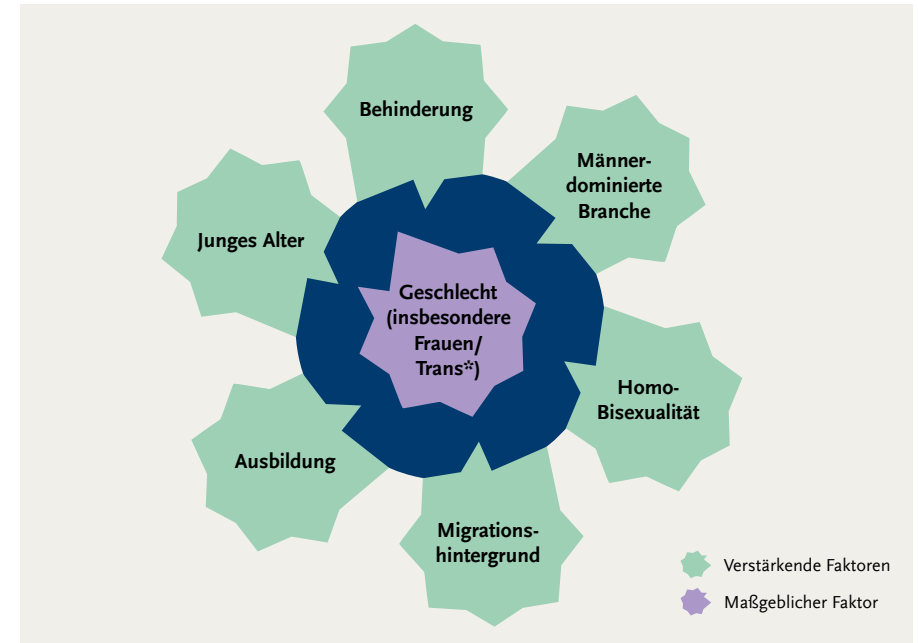 Behinderung
Männer-
dominierte
Branche
Junges Alter
Geschlecht
(insbesondere
Frauen/
Trans*)
Homo-
Bisexualität
Ausbildung
Migrations-
hintergrund
Verstärkende Faktoren
Maßgeblicher Faktor